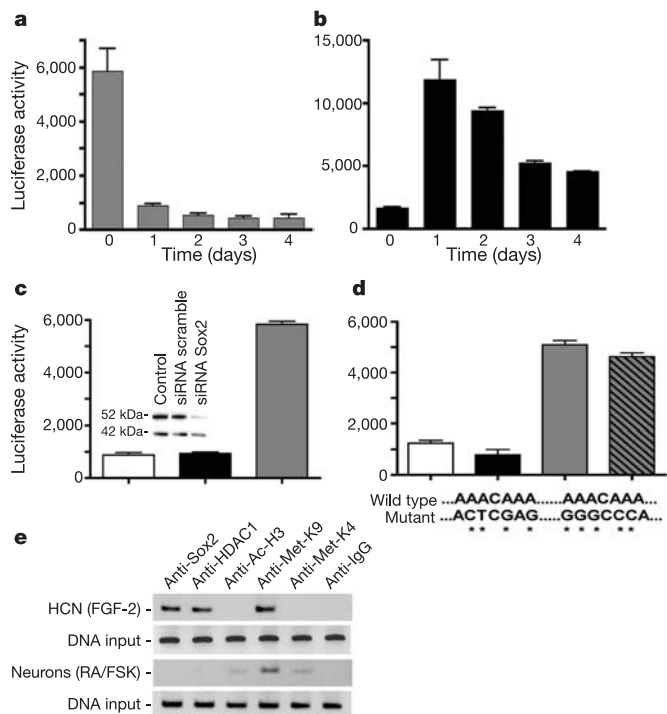 a
b
Luciferase activity
6,000
4,000
2,000
0
0 1 2 3 4
Time (days)
15,000
10,000
5,000
0
0 1 2 3 4
Time (days)
c
Luciferase activity
6,000
4,000
2,000
0
Control
siRNA scramble
siRNA Sox2
52 kDa-
42 kDa-
d
6,000
4,000
2,000
0
Wild type ...AAACAAA......AAACAAA...
Mutant ACTCGAG.....GGGCCCA
** * * *** * *
e
Anti-Sox2
Anti-HDAC1
Anti-Ac-H3
Anti-Met-K9
Anti-Met-K4
Anti-IgG
HCN (FGF-2) -
DNA input -
Neurons (RA/FSK) -
DNA input -